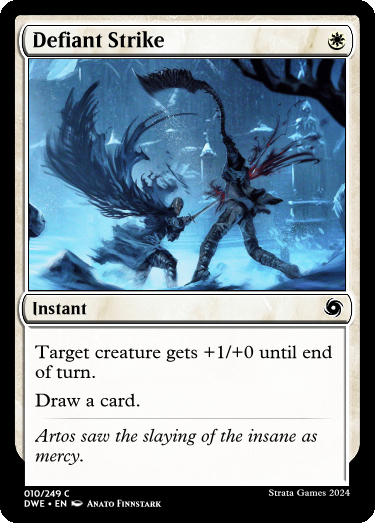 Defiant Strike
Instant
Target creature gets +1/+0 until end
of turn.
Draw a card.
Artos saw the slaying of the insane as
mercy.
010/249 C
DWE • EN Anato Finnstark
Strata Games 2024